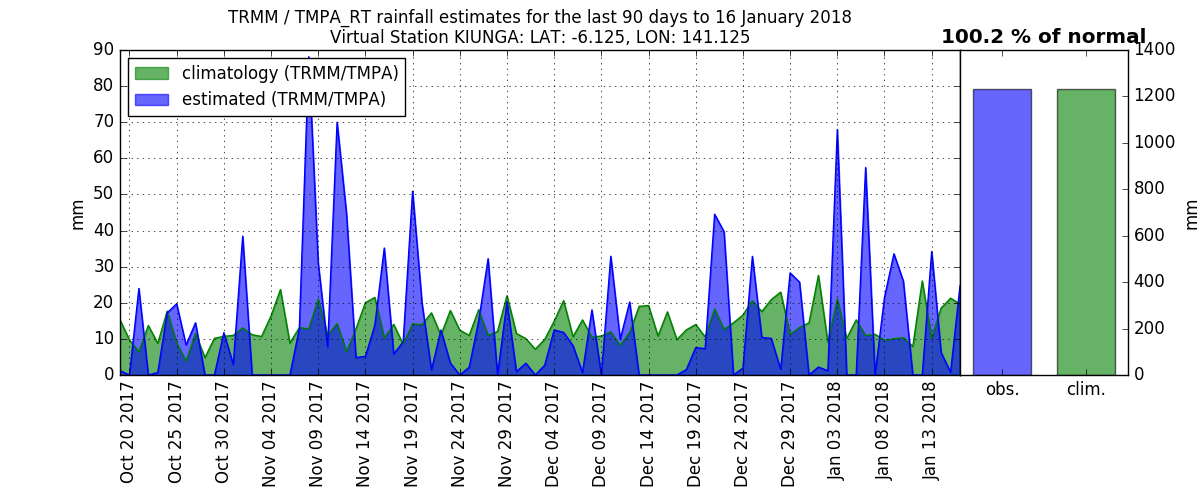 TRMM / TMPA_RT rainfall estimates for the last 90 days to 16 January 2018
Virtual Station KIUNGA: LAT: -6.125, LON: 141.125
100.2 % of normal
climatology (TRMM/TMPA)
estimated (TRMM/TMPA)
90
80
70
60
50
40
30
20
10
0
mm
1400
1200
1000
800
600
400
200
0
mm
Oct 20 2017
Oct 25 2017
Oct 30 2017
Nov 04 2017
Nov 09 2017
Nov 14 2017
Nov 19 2017
Nov 24 2017
Nov 29 2017
Dec 04 2017
Dec 09 2017
Dec 14 2017
Dec 19 2017
Dec 24 2017
Dec 29 2017
Jan 03 2018
Jan 08 2018
Jan 13 2018
obs.
clim.